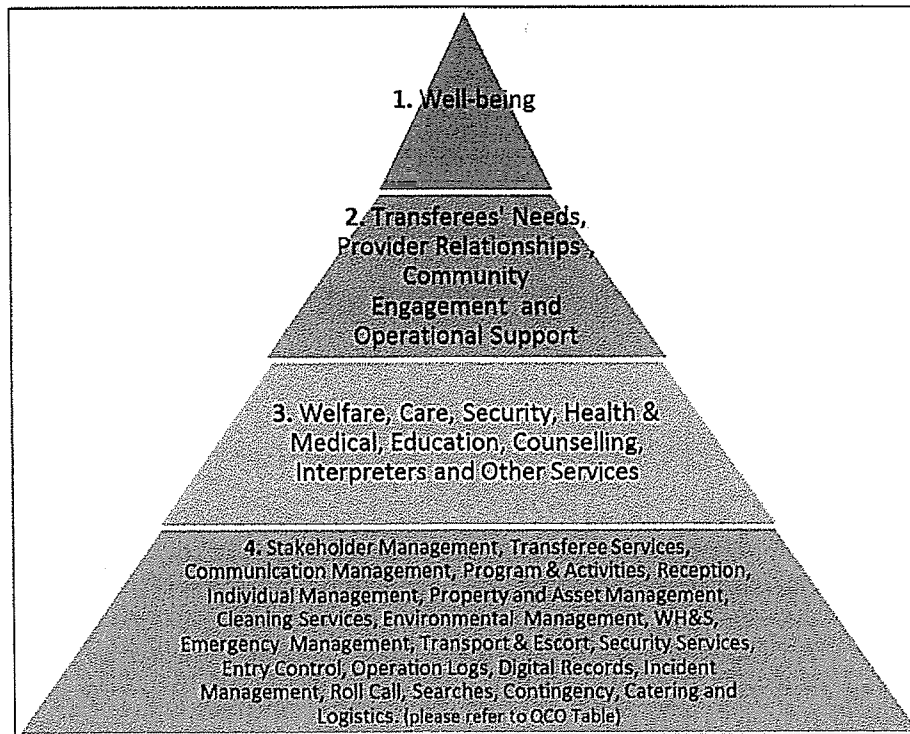 1. Well-being
2. Transferees' Needs,
Provider Relationships ,
Community
Engagement and
Operational Support
3. Welfare, Care, Security, Health &
Medical, Education, Counselling,
Interpreters and Other Services
4. Stakeholder Management, Transferee Services,
Communication Management, Program & Activities, Reception,
Individual Management, Property and Asset Management,
Cleaning Services, Environmental Management, WH&S,
Emergency Management, Transport & Escort, Security Services,
Entry Control, Operation Logs, Digital Records, Incident
Management, Roll Call, Searches, Contingency, Catering and
Logistics. (please refer to QCO Table)